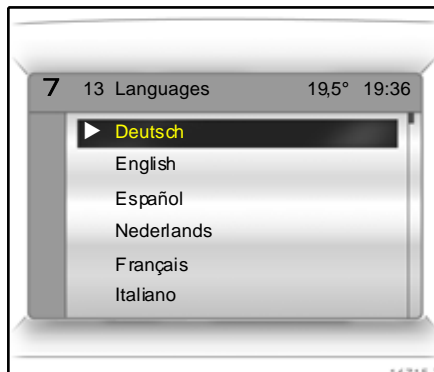 7 13 Languages 19,5° 19:36
Deutsch
English
Español
Nederlands
Français
Italiano